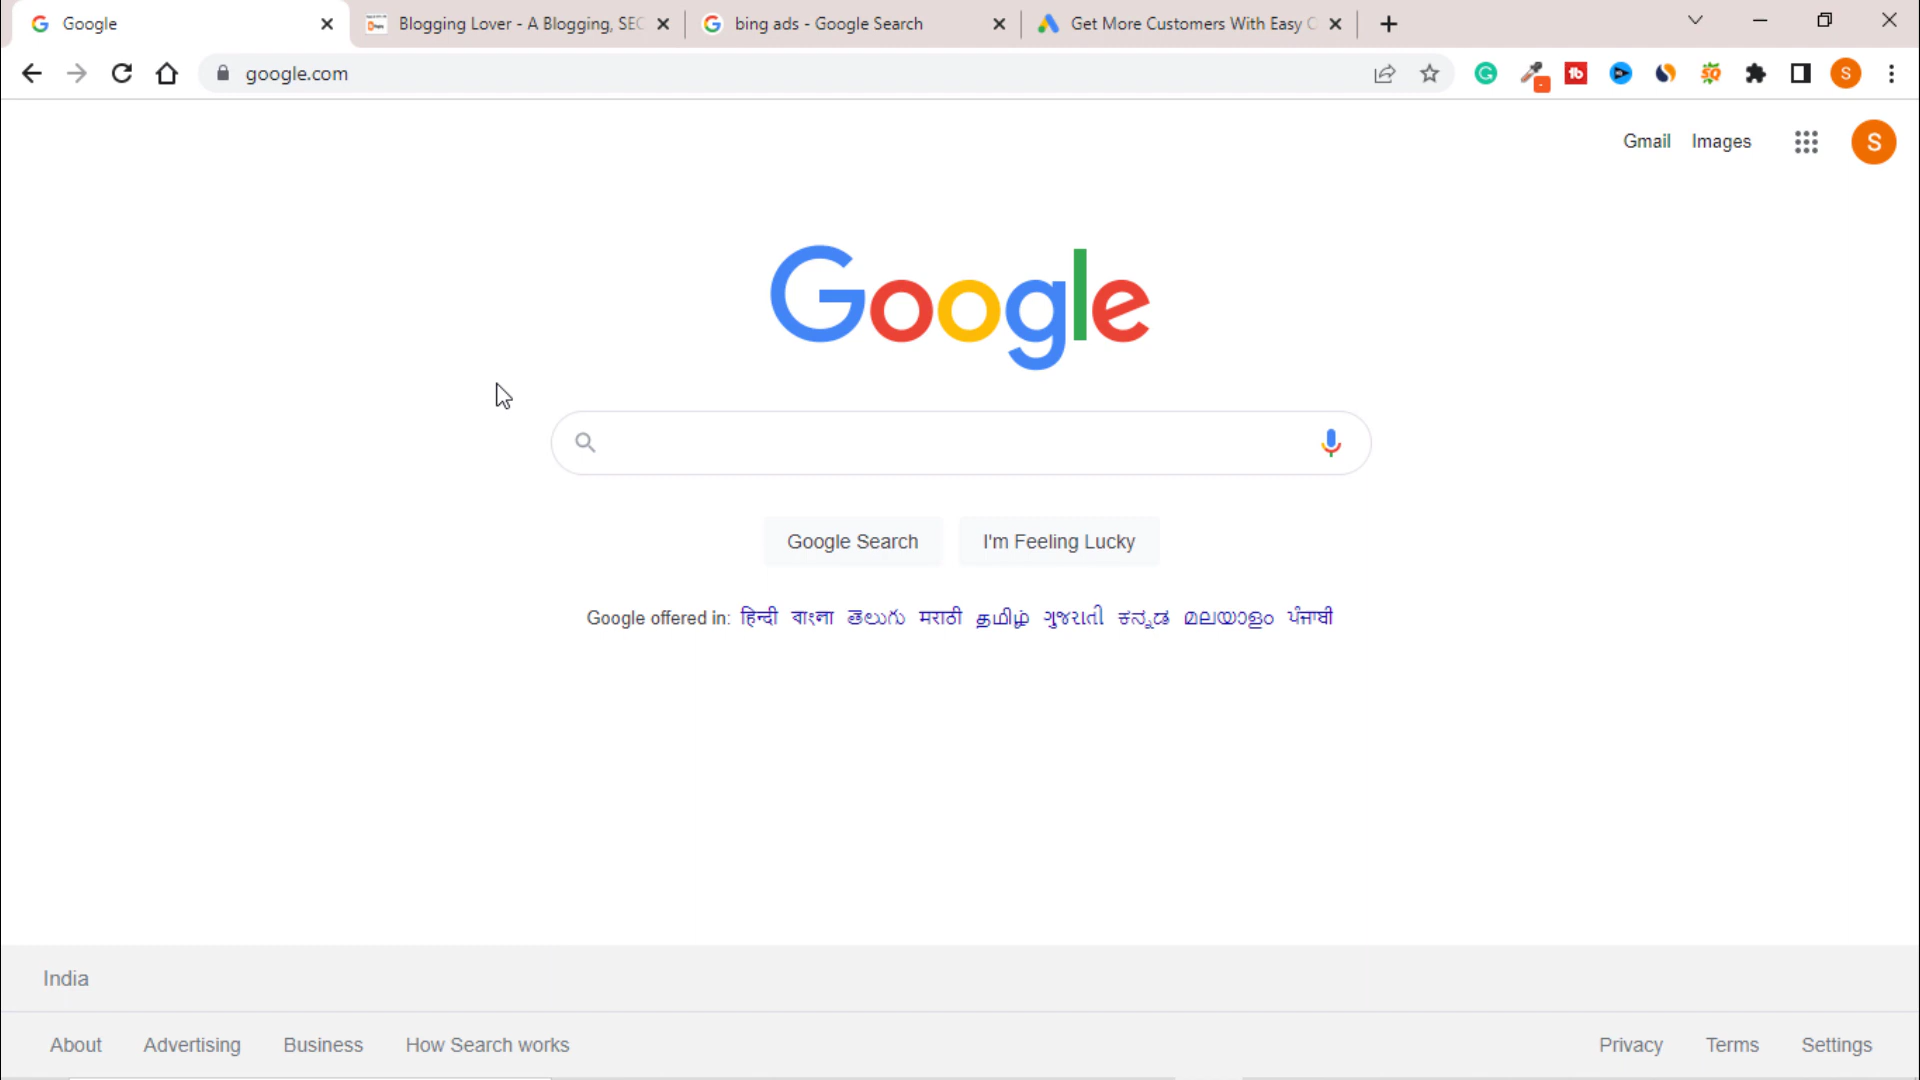 Google
Blogging Lover - A Blogging, SEO
bing ads - Google Search
Get More Customers With Easy
google.com
S
Gmail Images
S
Google
Google Search
I'm Feeling Lucky
Google offered in: हिन्दी বাংলা తెలుగు मराठी தமிழ் ગુજરાતી ಕನ್ನಡ മലയാളം ਪੰਜਾਬੀ
India
About Advertising Business How Search works
Privacy Terms Settings